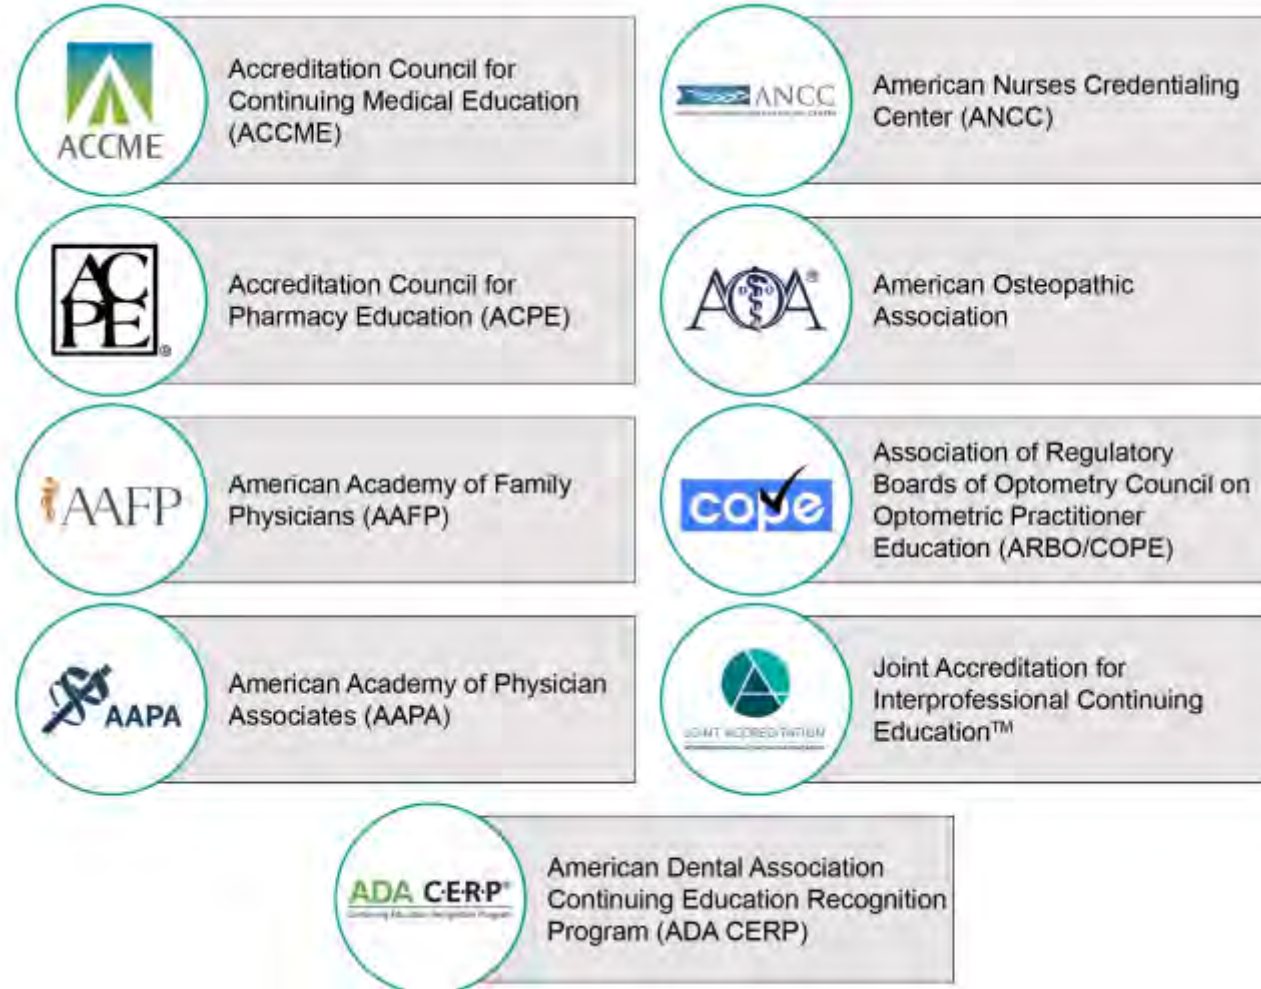 ACCME
Accreditation Council for
Continuing Medical Education
(ACCME)
ANCC
American Nurses Credentialing
Center (ANCC)
ACPE®
Accreditation Council for
Pharmacy Education (ACPE)
AOA®
American Osteopathic
Association
AAFP
American Academy of Family
Physicians (AAFP)
cope
Association of Regulatory
Boards of Optometry Council on
Optometric Practitioner
Education (ARBO/COPE)
AAPA
American Academy of Physician
Associates (AAPA)
JOINT ACCREDITATION
Joint Accreditation for
Interprofessional Continuing
Education™
ADA C·E·R·P®
Continuing Education Recognition Program
American Dental Association
Continuing Education Recognition
Program (ADA CERP)